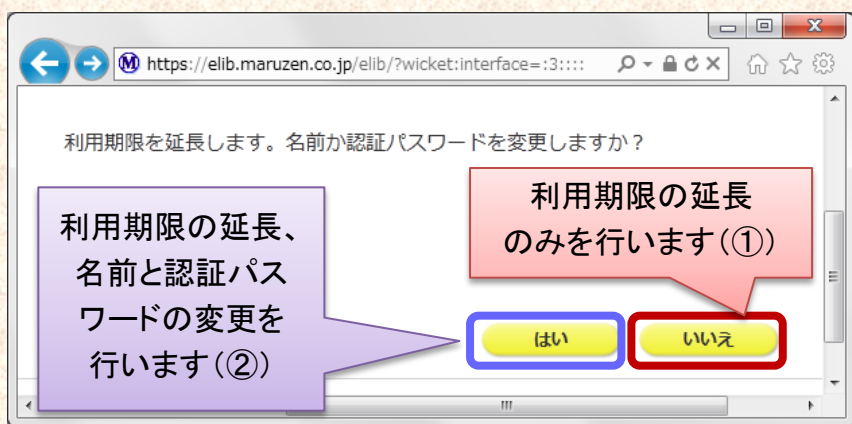 https://elib.maruzen.co.jp/elib/?wicket:interface=:3::::
利用期限を延長します。名前か認証パスワードを変更しますか？
利用期限の延長
のみを行います(①)
利用期限の延長、
名前と認証パス
ワードの変更を
行います(②)
はい
いいえ